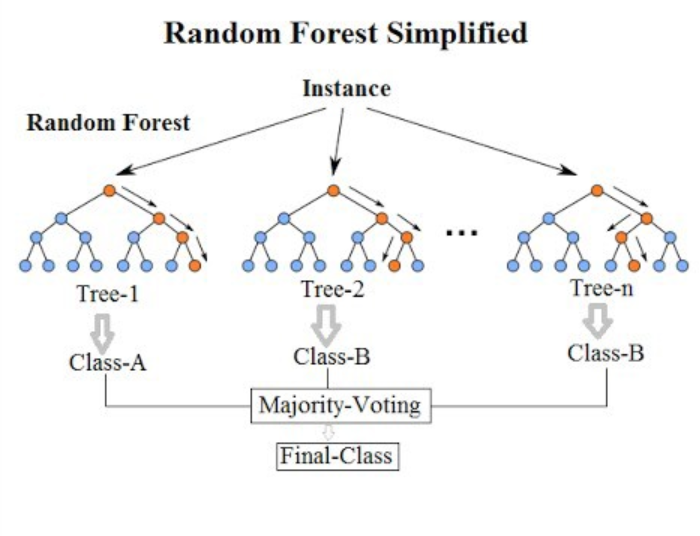 Random Forest Simplified
Instance
Random Forest
...
Tree-1
Tree-2
Tree-n
Class-A
Class-B
Class-B
Majority-Voting
Final-Class